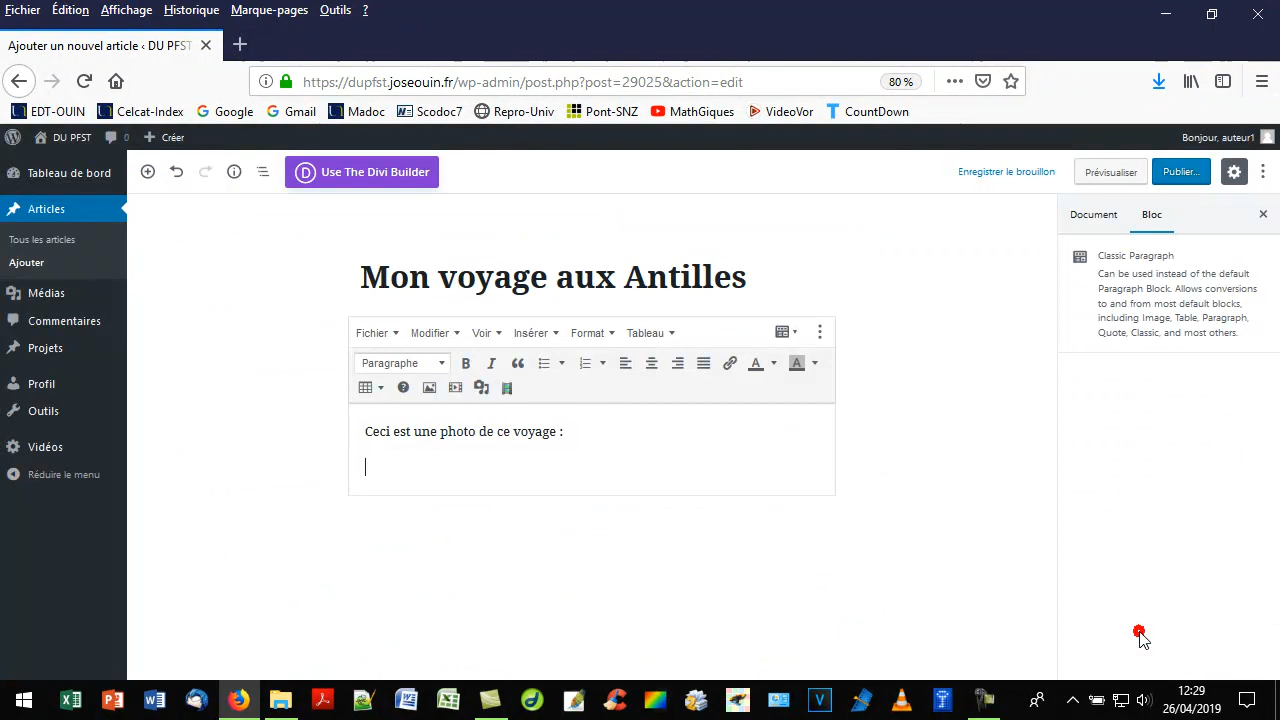 Fichier Édition Affichage Historique Marque-pages Outils ?
Ajouter un nouvel article ‹ DU PFST
https://dupfst.joseouin.fr/wp-admin/post.php?post=29025&action=edit 80 %
EDT-OUIN Celcat-Index Google Gmail Madoc Scodoc7 Repro-Univ Pont-SNZ MathGiques VideoVor CountDown
DU PFST 0 Créer Bonjour, auteur1
Tableau de bord
Articles
Tous les articles
Ajouter
Médias
Commentaires
Projets
Profil
Outils
Vidéos
Réduire le menu
Use The Divi Builder Enregistrer le brouillon Prévisualiser Publier...
Mon voyage aux Antilles
Fichier Modifier Voir Insérer Format Tableau
Paragraphe
Ceci est une photo de ce voyage :
Document Bloc
Classic Paragraph
Can be used instead of the default
Paragraph Block. Allows conversions
to and from most default blocks,
including Image, Table, Paragraph,
Quote, Classic, and most others.
12:29
26/04/2019